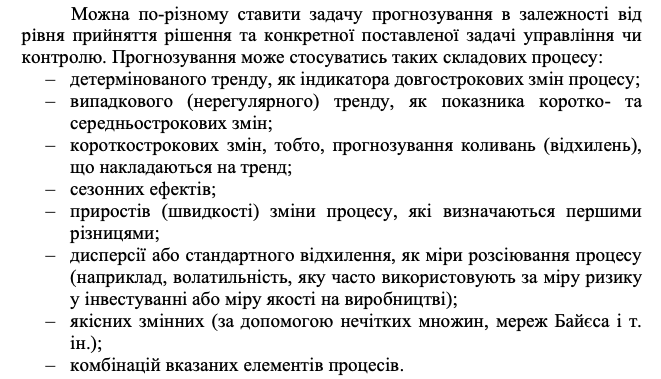 Можна по-різному ставити задачу прогнозування в залежності від
рівня прийняття рішення та конкретної поставленої задачі управління чи
контролю. Прогнозування може стосуватись таких складових процесу:
– детермінованого тренду, як індикатора довгострокових змін процесу;
– випадкового (нерегулярного) тренду, як показника коротко- та
середньострокових змін;
– короткострокових змін, тобто, прогнозування коливань (відхилень),
що накладаються на тренд;
– сезонних ефектів;
– приростів (швидкості) зміни процесу, які визначаються першими
різницями;
– дисперсії або стандартного відхилення, як міри розсіювання процесу
(наприклад, волатильність, яку часто використовують за міру ризику
у інвестуванні або міру якості на виробництві);
– якісних змінних (за допомогою нечітких множин, мереж Байєса і т.
ін.);
– комбінацій вказаних елементів процесів.